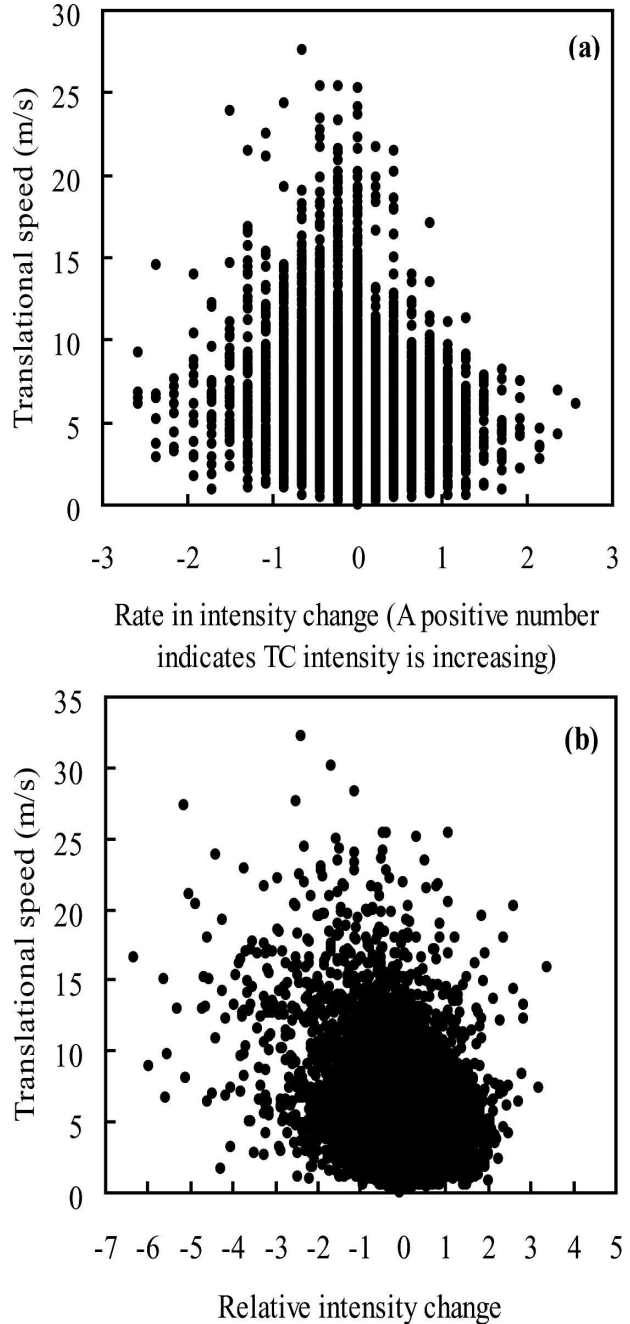 (a)
Translational speed (m/s)
30
25
20
15
10
5
0
-3 -2 -1 0 1 2 3
Rate in intensity change (A positive number
indicates TC intensity is increasing)
(b)
Translational speed (m/s)
35
30
25
20
15
10
5
0
-7 -6 -5 -4 -3 -2 -1 0 1 2 3 4 5
Relative intensity change